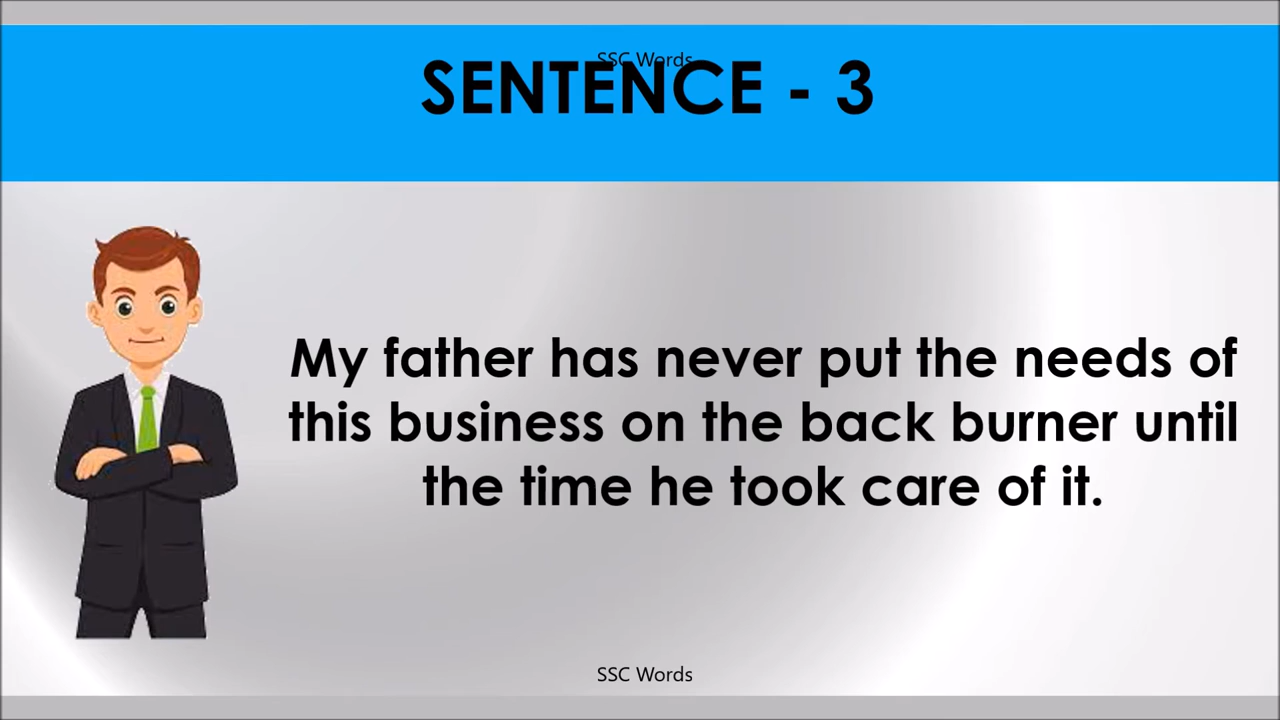 SSC Words
SENTENCE - 3
My father has never put the needs of
this business on the back burner until
the time he took care of it.
SSC Words